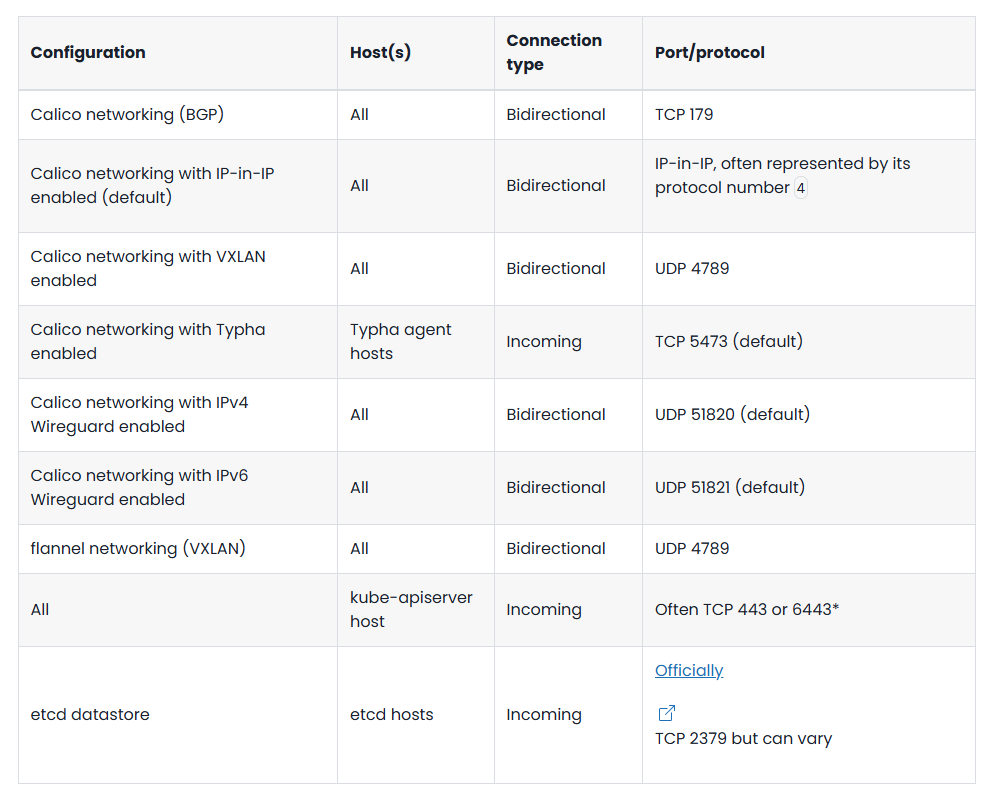 Configuration
Host(s)
Connection
type
Port/protocol
Calico networking (BGP)
All
Bidirectional
TCP 179
Calico networking with IP-in-IP
enabled (default)
All
Bidirectional
IP-in-IP, often represented by its
protocol number 4
Calico networking with VXLAN
enabled
All
Bidirectional
UDP 4789
Calico networking with Typha
enabled
Typha agent
hosts
Incoming
TCP 5473 (default)
Calico networking with IPv4
Wireguard enabled
All
Bidirectional
UDP 51820 (default)
Calico networking with IPv6
Wireguard enabled
All
Bidirectional
UDP 51821 (default)
flannel networking (VXLAN)
All
Bidirectional
UDP 4789
All
kube-apiserver
host
Incoming
Often TCP 443 or 6443*
etcd datastore
etcd hosts
Incoming
Officially
TCP 2379 but can vary